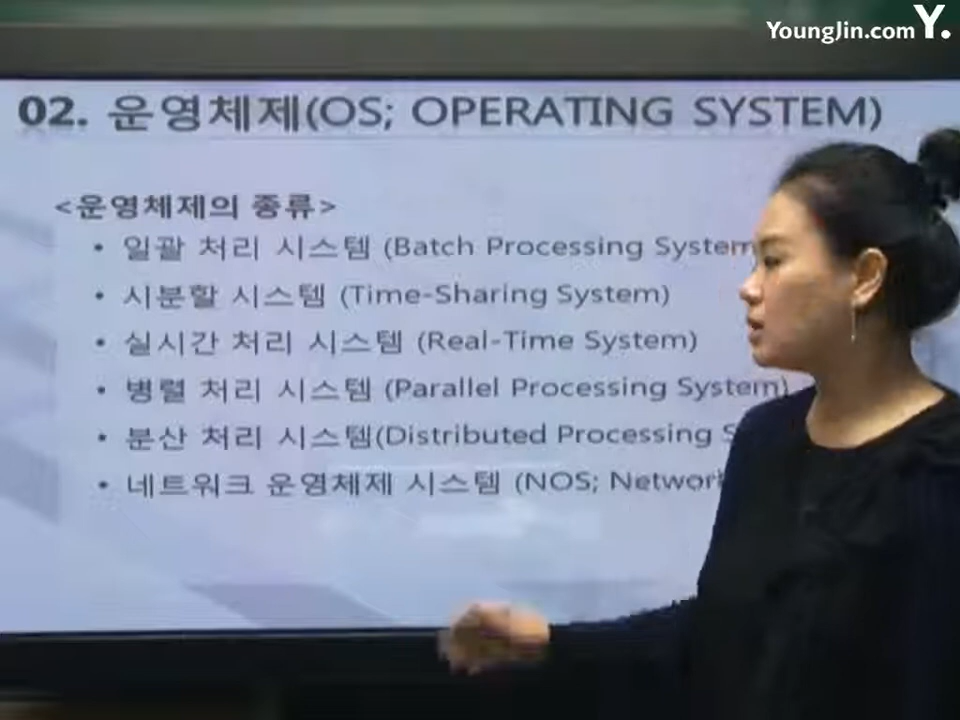 YoungJin.com Y.
02. 운영체제(OS; OPERATING SYSTEM)
<운영체제의 종류>
• 일괄 처리 시스템 (Batch Processing System
• 시분할 시스템 (Time-Sharing System)
• 실시간 처리 시스템 (Real-Time System)
• 병렬 처리 시스템 (Parallel Processing System)
• 분산 처리 시스템(Distributed Processing S
• 네트워크 운영체제 시스템 (NOS; Network